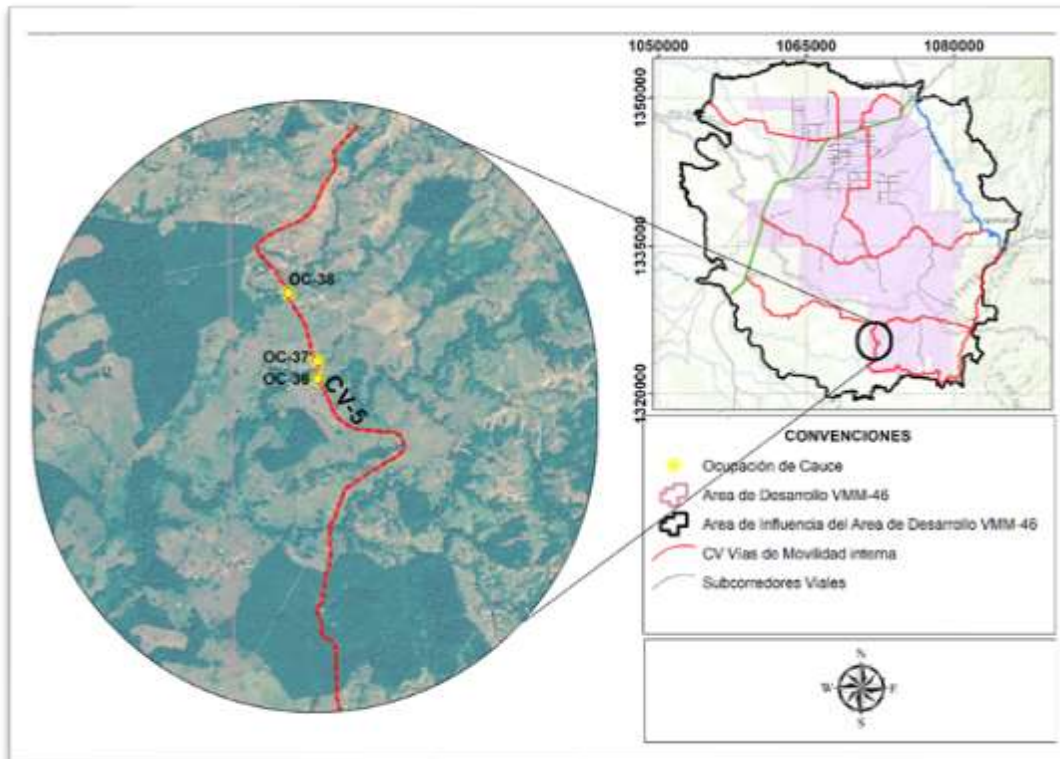 OC-38
OC-37
OC-36
CV-5
1050000 1065000 1080000
1350000
1335000
1320000
CONVENCIONES
Ocupación de Cauce
Area de Desarrollo VMM-46
Area de Influencia del Area de Desarrollo VMM-46
CV Vías de Movilidad interna
Subcorredores Viales
N
W E
S